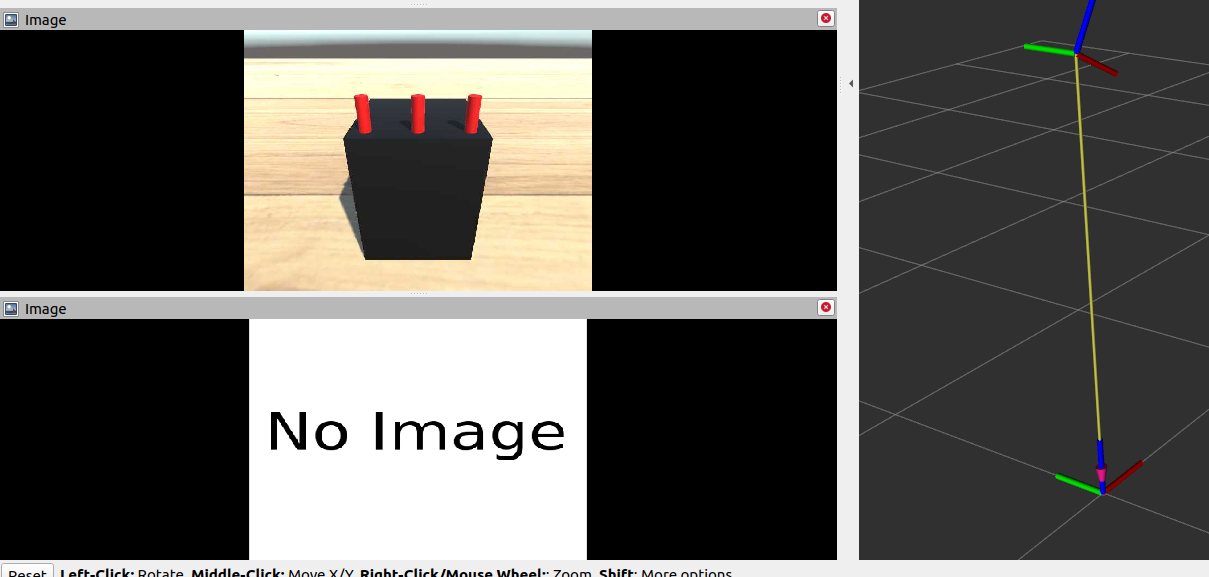 Image
Image
No Image
Reset Left-Click: Rotate. Middle-Click: Move X/Y. Right-Click/Mouse Wheel:: Zoom. Shift: More options.